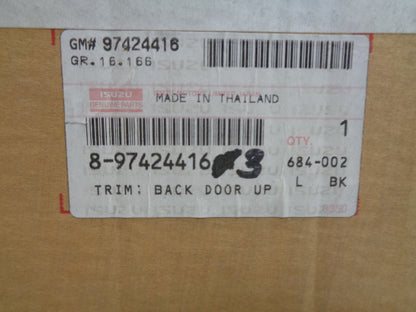 GM# 97424416
GR.16.166
ISUZU
GENUINE PARTS
MADE IN THAILAND
QTY.
1
8-97424416
3
684-002
TRIM: BACK DOOR UP
L BK